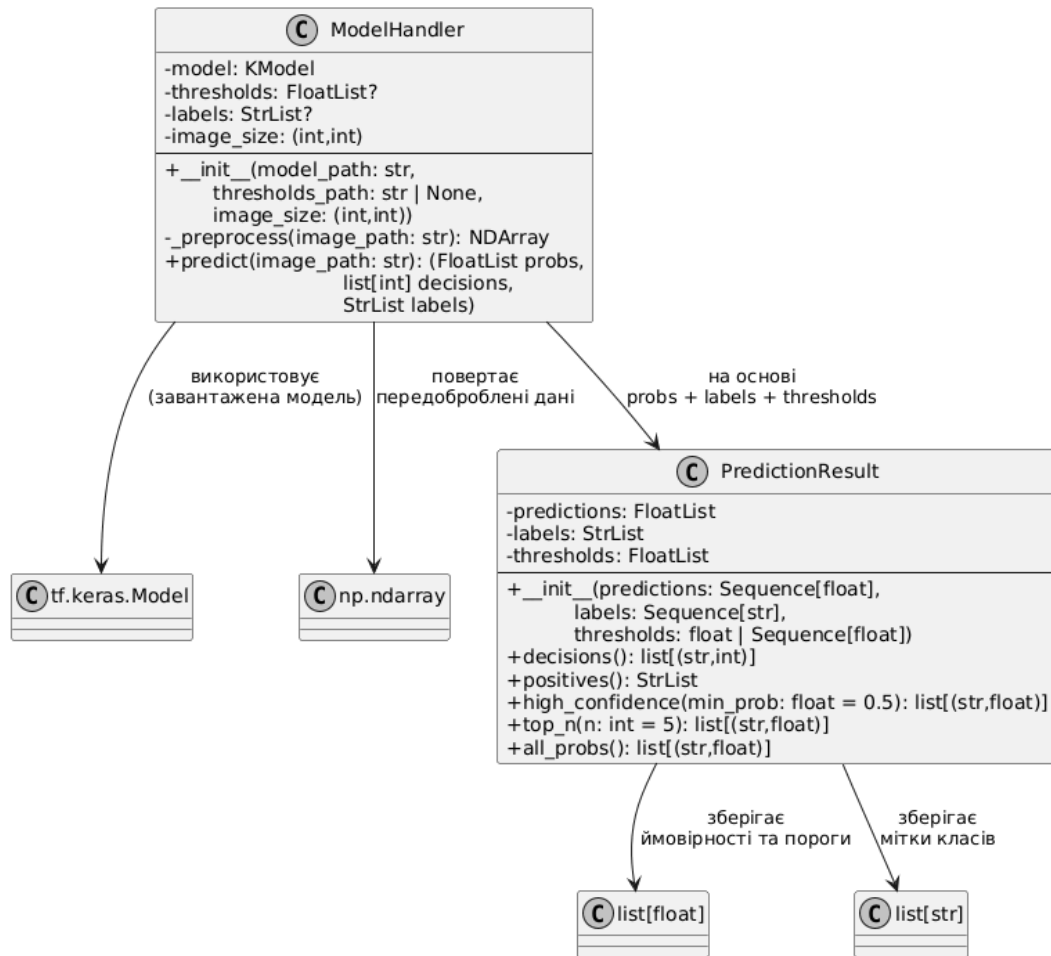 C ModelHandler
-model: KModel
-thresholds: FloatList?
-labels: StrList?
-image_size: (int,int)
+__init__(model_path: str,
thresholds_path: str | None,
image_size: (int,int))
-_preprocess(image_path: str): NDArray
+predict(image_path: str): (FloatList probs,
list[int] decisions,
StrList labels)
використовує
(завантажена модель)
повертає
передоброблені дані
на основі
probs + labels + thresholds
C tf.keras.Model
C np.ndarray
C PredictionResult
-predictions: FloatList
-labels: StrList
-thresholds: FloatList
+__init__(predictions: Sequence[float],
labels: Sequence[str],
thresholds: float | Sequence[float])
+decisions(): list[(str,int)]
+positives(): StrList
+high_confidence(min_prob: float = 0.5): list[(str,float)]
+top_n(n: int = 5): list[(str,float)]
+all_probs(): list[(str,float)]
зберігає
ймовірності та пороги
зберігає
мітки класів
C list[float]
C list[str]